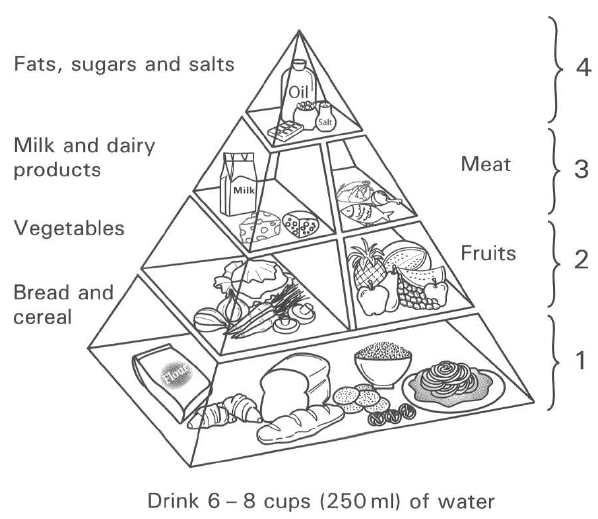 Fats, sugars and salts
4
Oil
Salt
Milk and dairy
products
Meat
3
Milk
Vegetables
Fruits
2
Bread and
cereal
1
Flour
Drink 6 – 8 cups (250 ml) of water